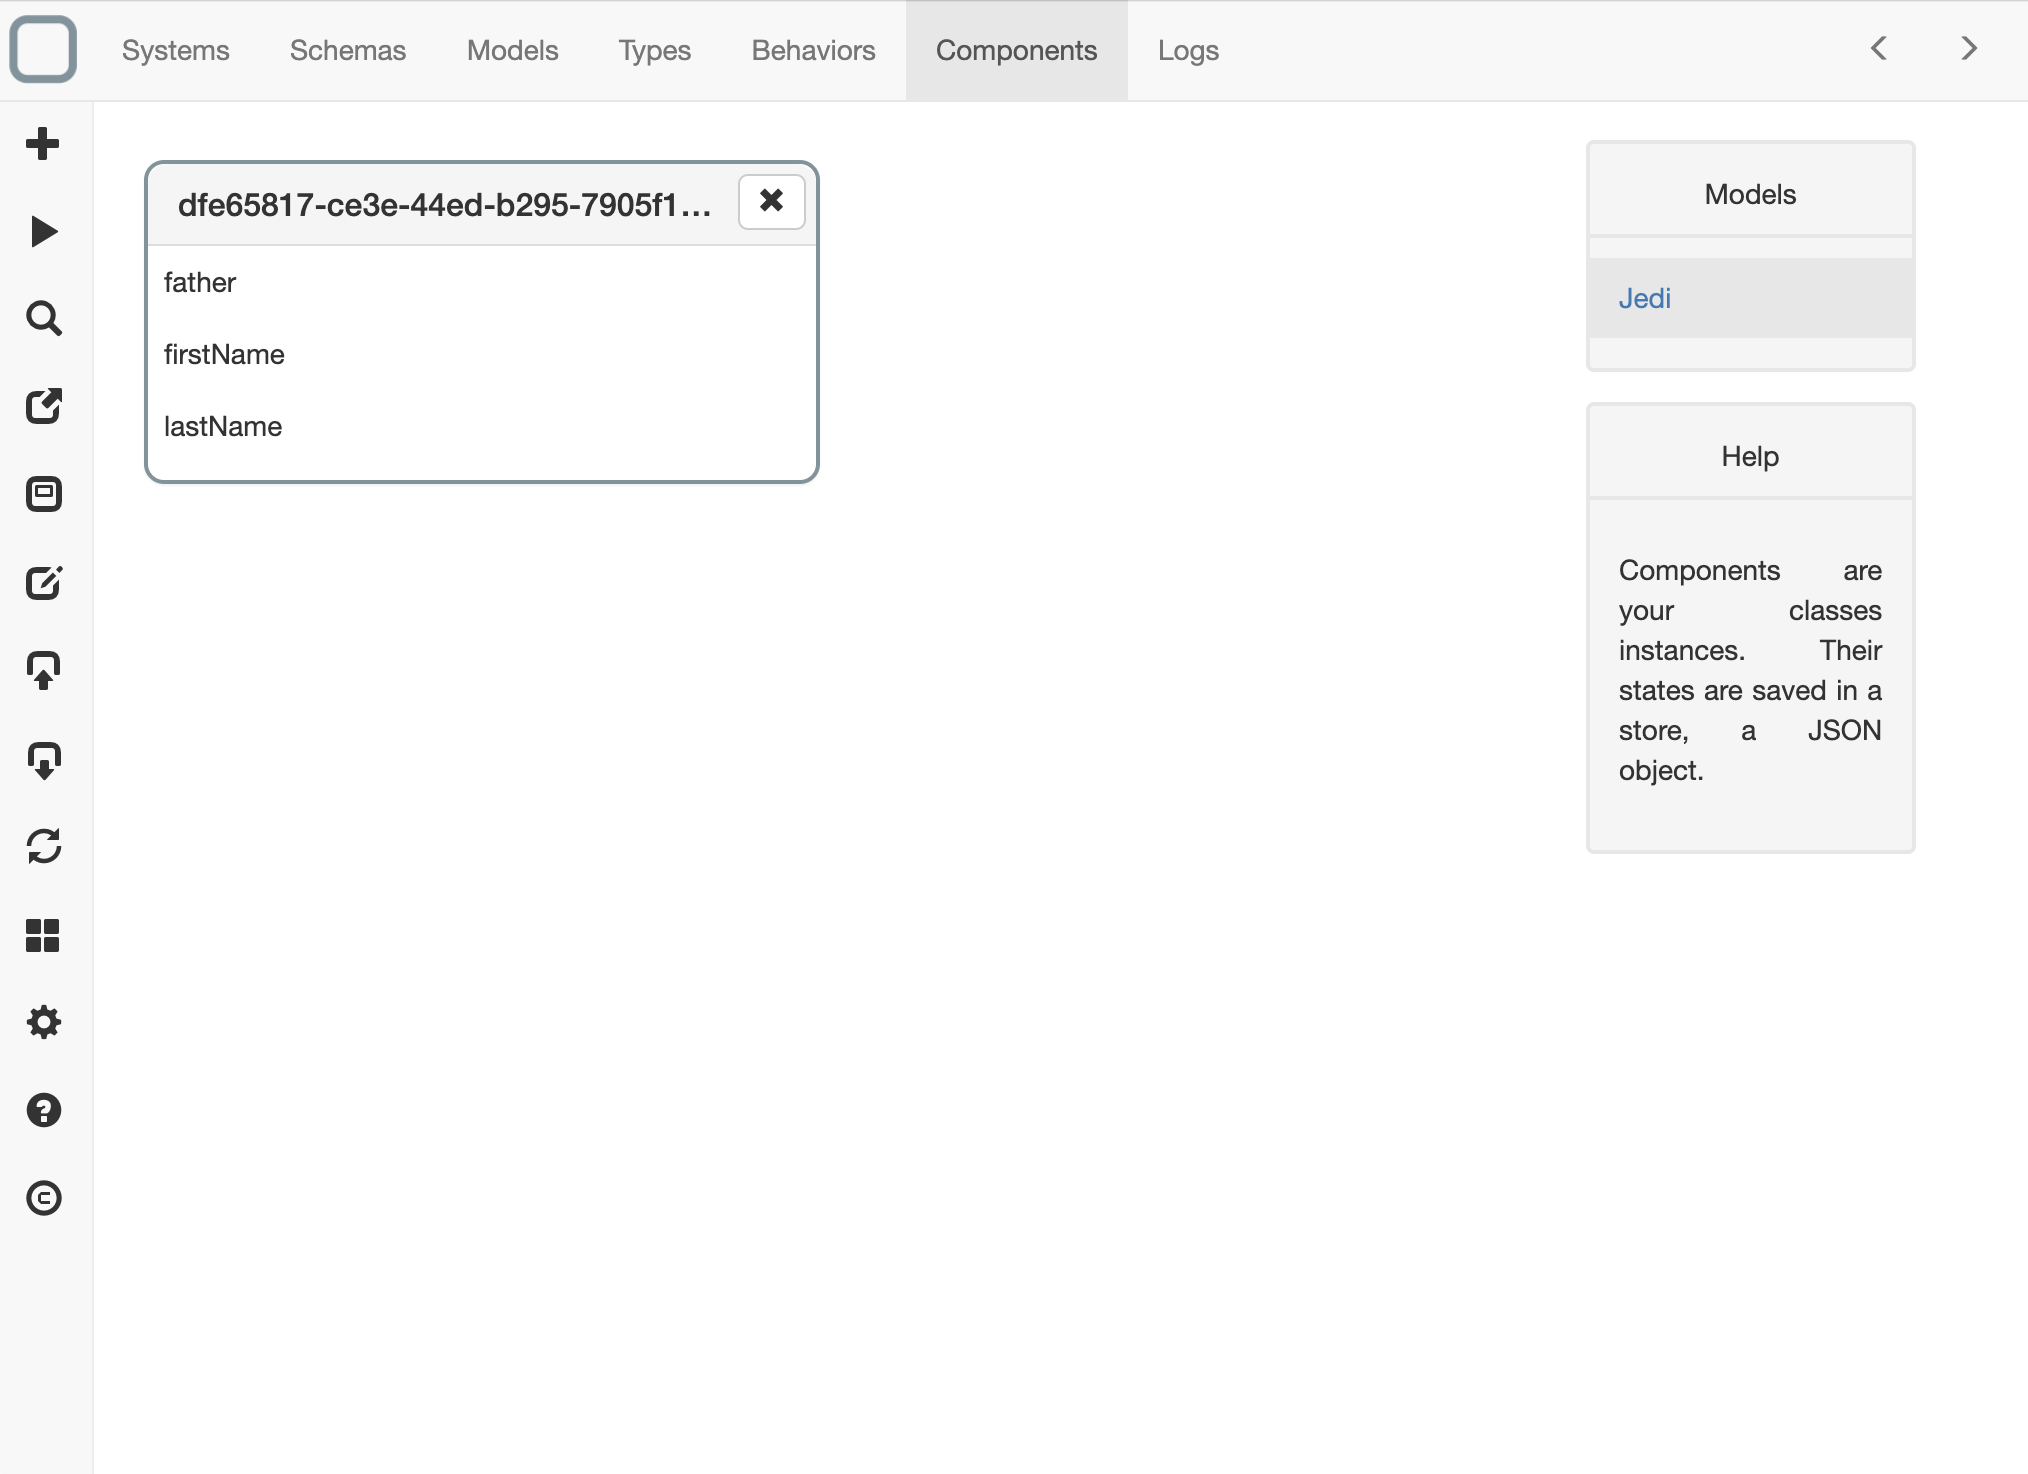 Systems
Schemas
Models
Types
Behaviors
Components
Logs
dfe65817-ce3e-44ed-b295-7905f1...
father
firstName
lastName
Models
Jedi
Help
Components are
your classes
instances. Their
states are saved in a
store, a JSON
object.